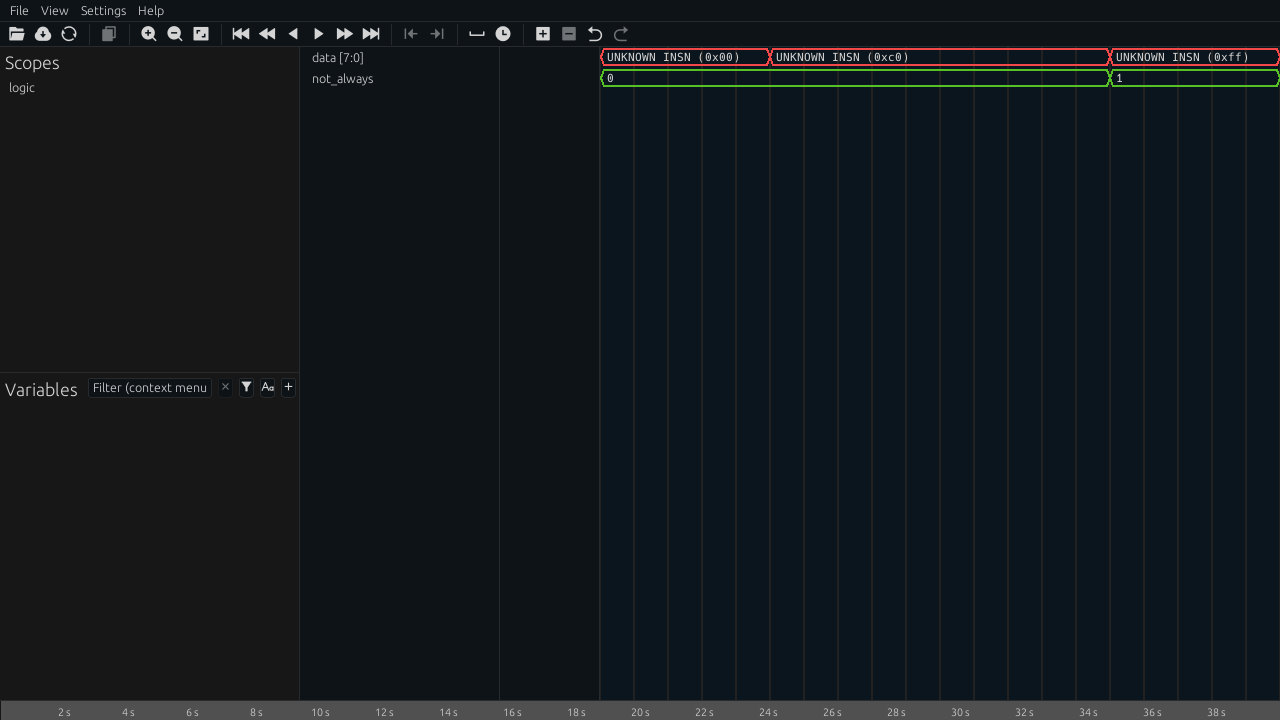 File View Settings Help
Scopes
logic
data [7:0]
not_always
UNKNOWN INSN (0x00) UNKNOWN INSN (0xc0) UNKNOWN INSN (0xff)
0 1
Variables Filter (context menu × Aa +
2 s 4 s 6 s 8 s 10 s 12 s 14 s 16 s 18 s 20 s 22 s 24 s 26 s 28 s 30 s 32 s 34 s 36 s 38 s